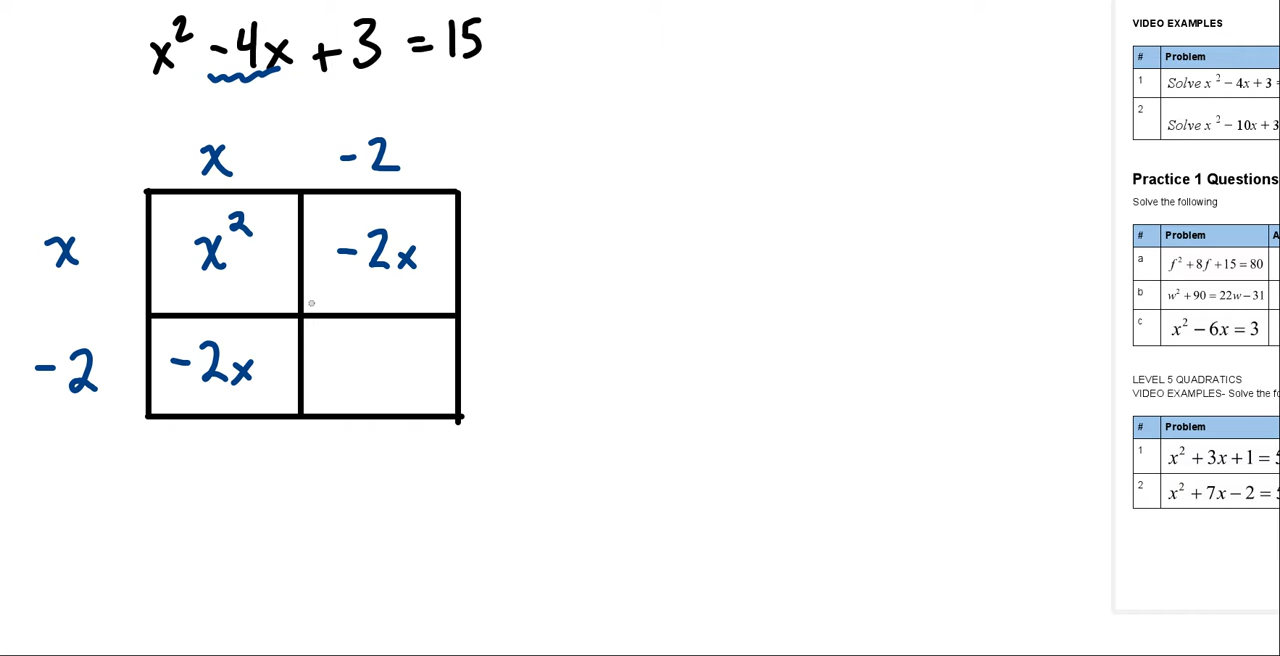 x² -4x + 3 = 15
x -2
x x² -2x
-2 -2x
VIDEO EXAMPLES
# Problem
1 Solve x² − 4x + 3
2 Solve x² − 10x + 3
Practice 1 Questions
Solve the following
# Problem A
a f² + 8f + 15 = 80
b w² + 90 = 22w − 31
c x² − 6x = 3
LEVEL 5 QUADRATICS
VIDEO EXAMPLES- Solve the
# Problem
1 x² + 3x + 1 =
2 x² + 7x − 2 =